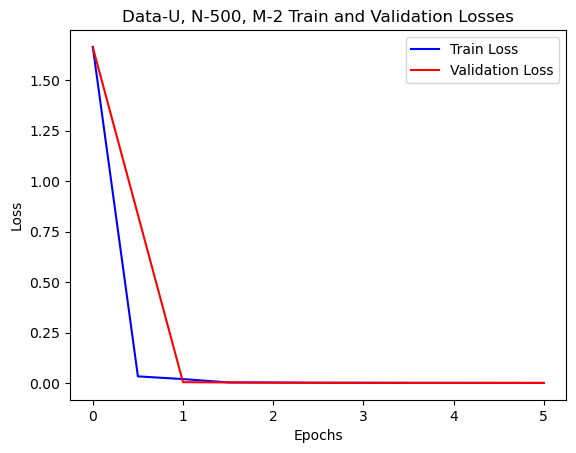 Data-U, N-500, M-2 Train and Validation Losses
Train Loss
Validation Loss
1.50
1.25
1.00
0.75
0.50
0.25
0.00
Loss
0 1 2 3 4 5
Epochs